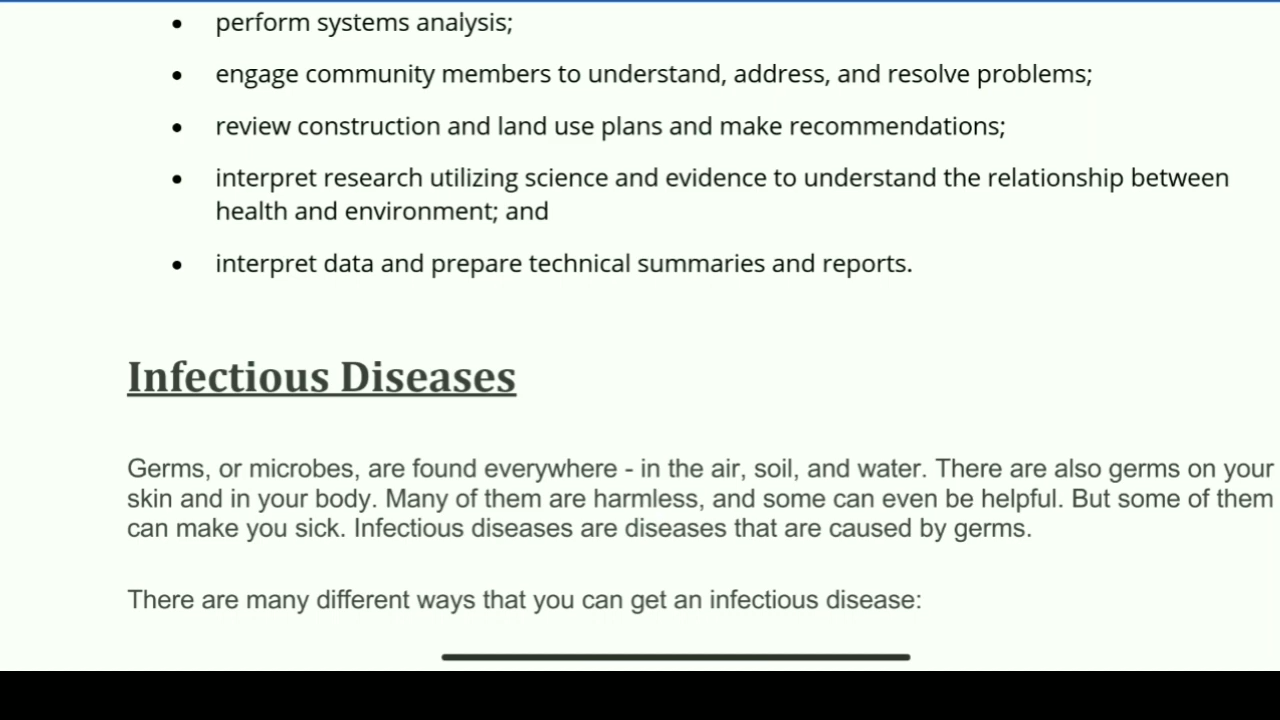 • perform systems analysis;
• engage community members to understand, address, and resolve problems;
• review construction and land use plans and make recommendations;
• interpret research utilizing science and evidence to understand the relationship between
health and environment; and
• interpret data and prepare technical summaries and reports.
Infectious Diseases
Germs, or microbes, are found everywhere - in the air, soil, and water. There are also germs on your
skin and in your body. Many of them are harmless, and some can even be helpful. But some of them
can make you sick. Infectious diseases are diseases that are caused by germs.
There are many different ways that you can get an infectious disease: